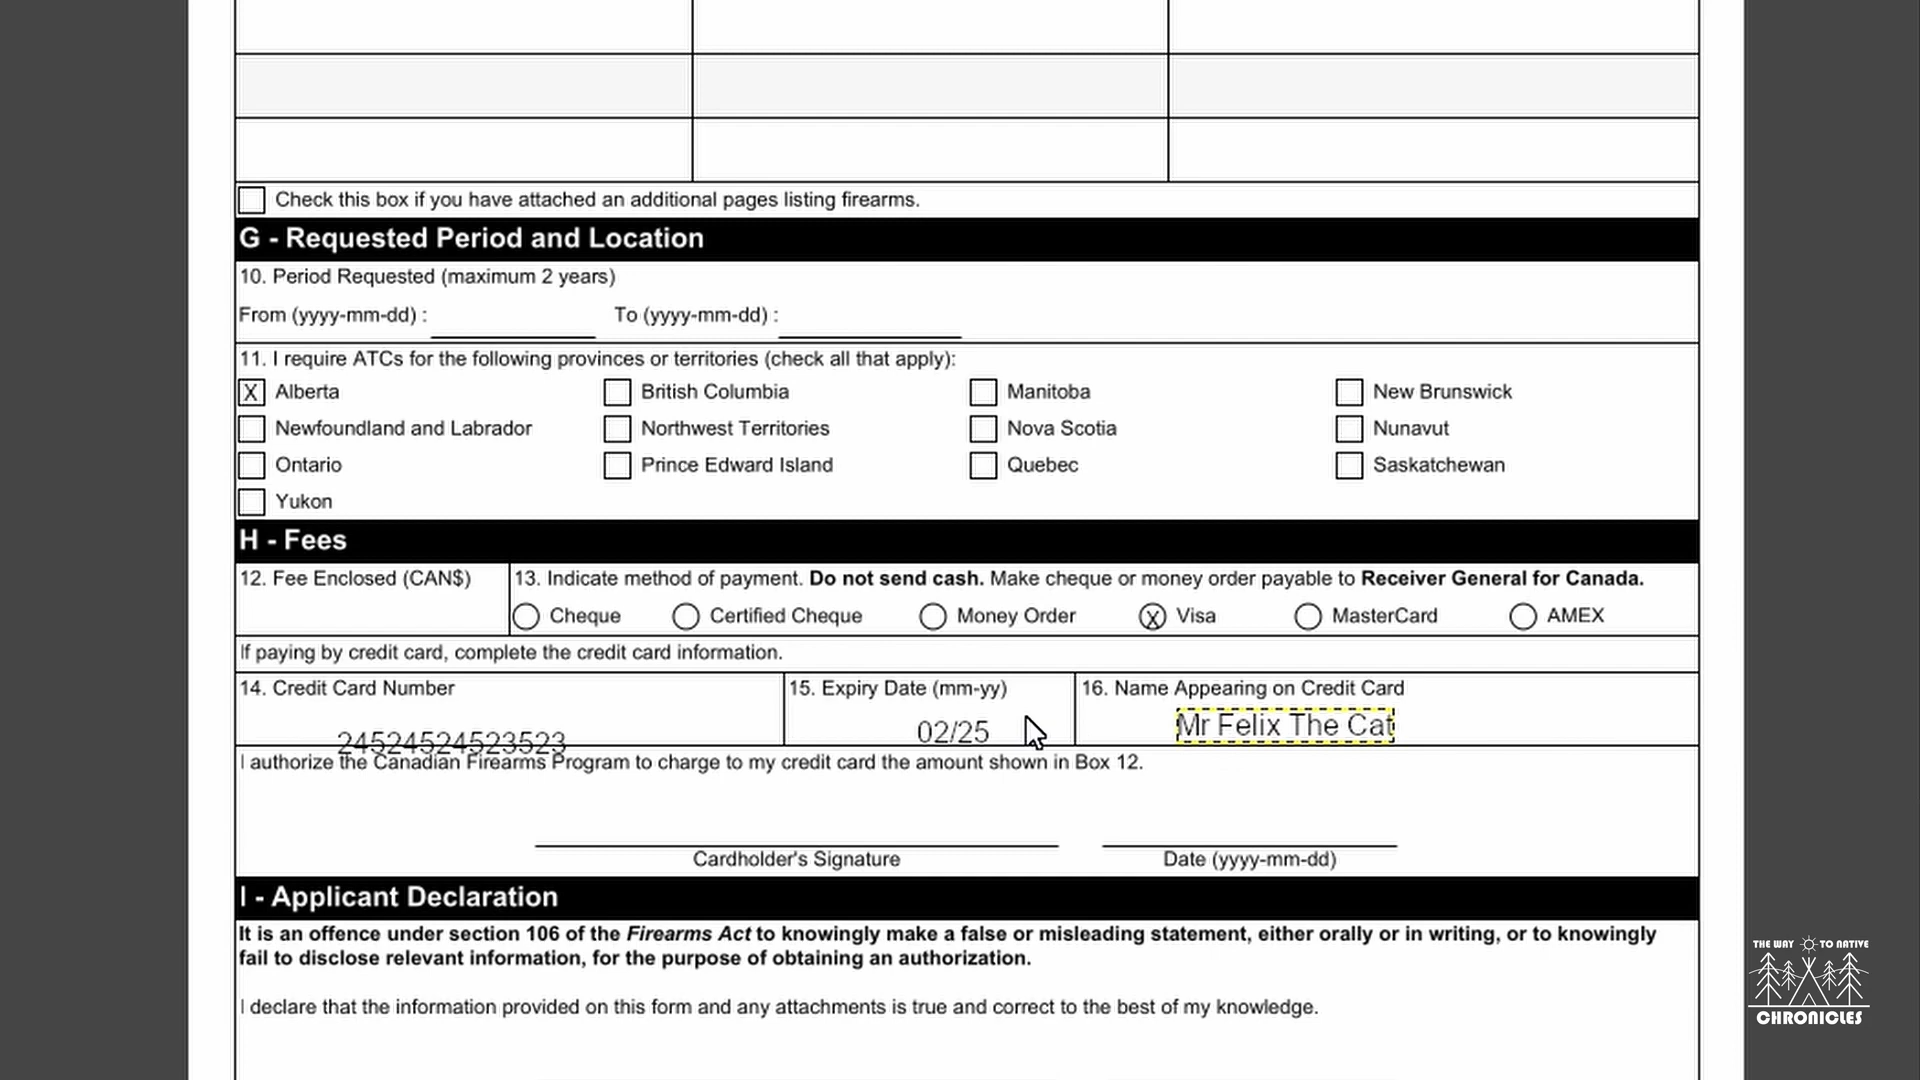 Check this box if you have attached an additional pages listing firearms.
G - Requested Period and Location
10. Period Requested (maximum 2 years)
From (yyyy-mm-dd) : To (yyyy-mm-dd) :
11. I require ATCs for the following provinces or territories (check all that apply):
X Alberta British Columbia Manitoba New Brunswick
Newfoundland and Labrador Northwest Territories Nova Scotia Nunavut
Ontario Prince Edward Island Quebec Saskatchewan
Yukon
H - Fees
12. Fee Enclosed (CAN$) 13. Indicate method of payment. Do not send cash. Make cheque or money order payable to Receiver General for Canada.
Cheque Certified Cheque Money Order X Visa MasterCard AMEX
If paying by credit card, complete the credit card information.
14. Credit Card Number 15. Expiry Date (mm-yy) 16. Name Appearing on Credit Card
24524524523523 02/25 Mr Felix The Cat
I authorize the Canadian Firearms Program to charge to my credit card the amount shown in Box 12.
Cardholder's Signature Date (yyyy-mm-dd)
I - Applicant Declaration
It is an offence under section 106 of the Firearms Act to knowingly make a false or misleading statement, either orally or in writing, or to knowingly
fail to disclose relevant information, for the purpose of obtaining an authorization.
I declare that the information provided on this form and any attachments is true and correct to the best of my knowledge.
THE WAY TO NATIVE
CHRONICLES